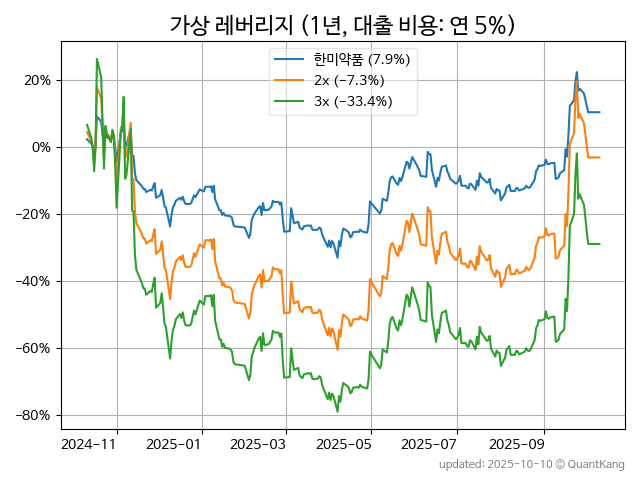 가상 레버리지 (1년, 대출 비용: 연 5%)
한미약품 (7.9%)
2x (−7.3%)
3x (−33.4%)
20%
0%
−20%
−40%
−60%
−80%
2024−11 2025−01 2025−03 2025−05 2025−07 2025−09
updated: 2025-10-10 © QuantKang